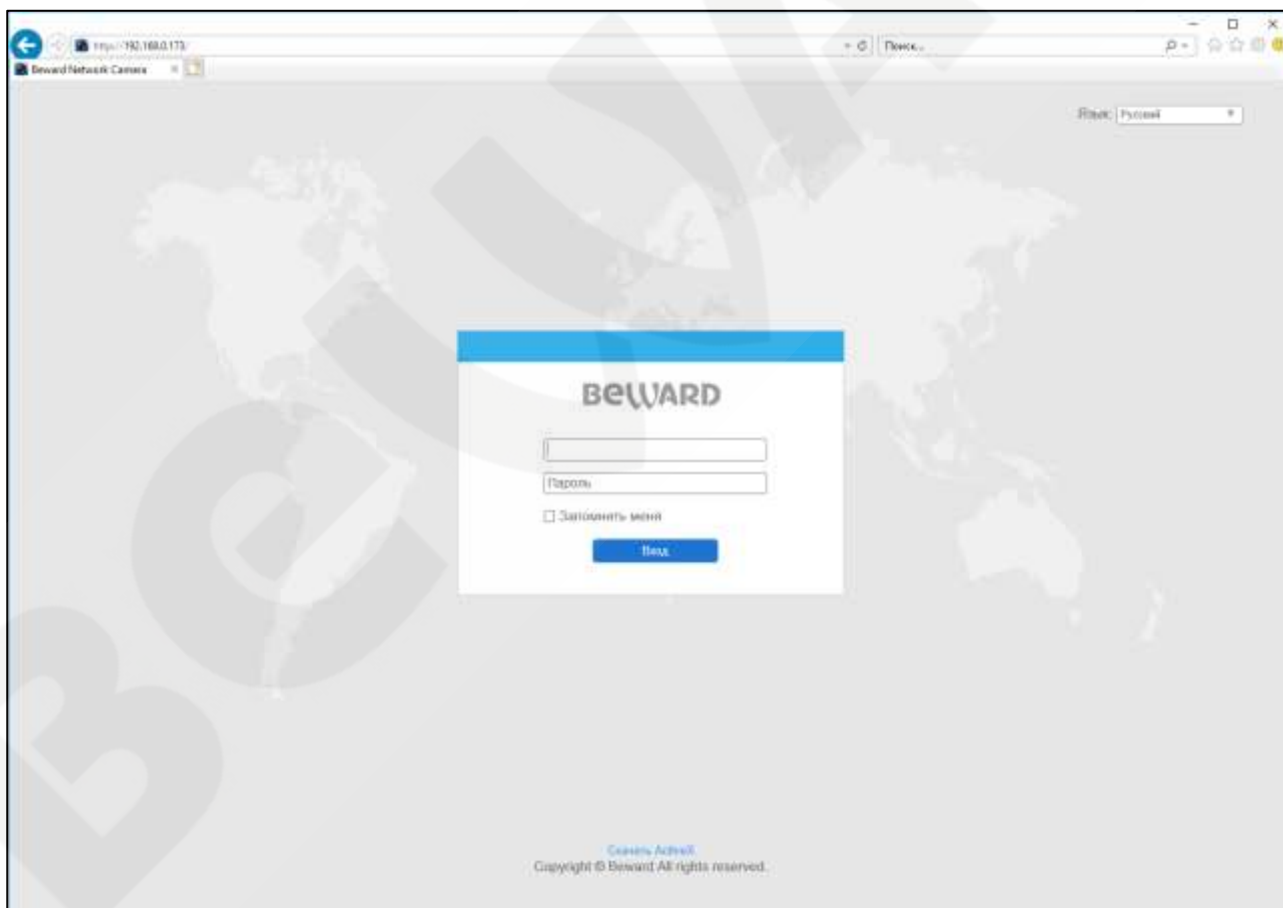 http://192.168.0.173/
Поиск...
Beward Network Camera
Язык: Русский
BEWARD
Пароль
Запомнить меня
Вход
Скачать ActiveX
Copyright © Beward All rights reserved.